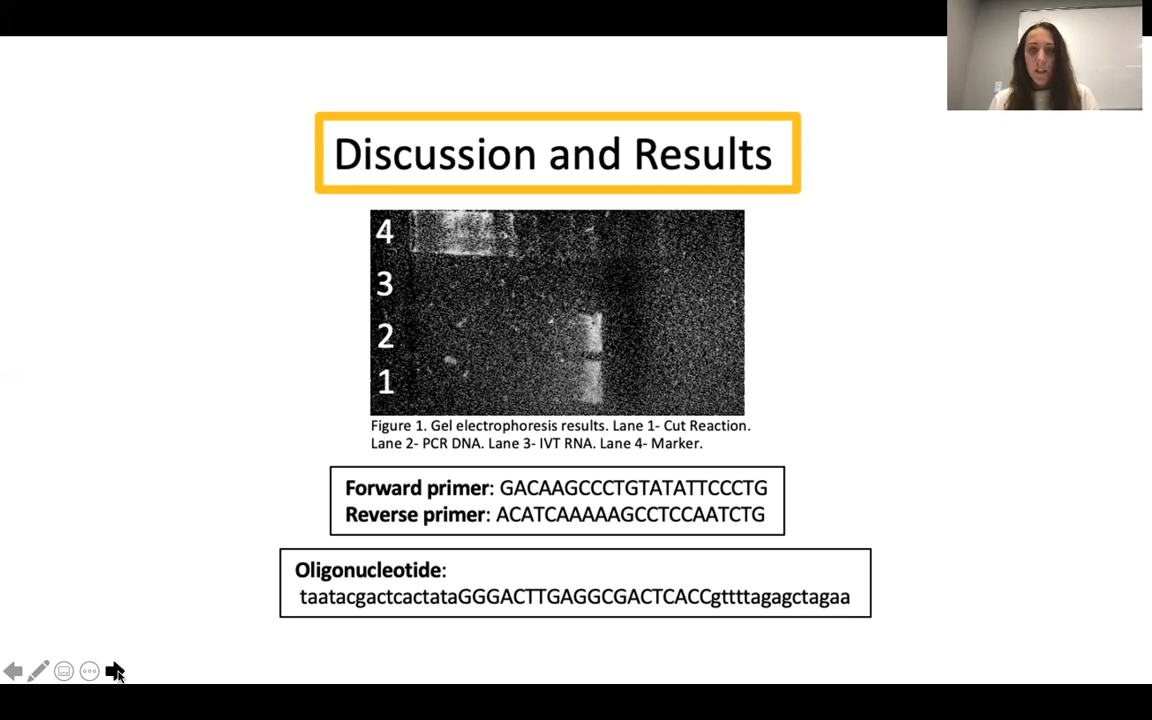 Discussion and Results
4
3
2
1
Figure 1. Gel electrophoresis results. Lane 1- Cut Reaction.
Lane 2- PCR DNA. Lane 3- IVT RNA. Lane 4- Marker.
Forward primer: GACAAGCCCTGTATATTCCCTG
Reverse primer: ACATCAAAAAGCCTCCAATCTG
Oligonucleotide:
taatacgactcactataGGGACTTGAGGCGACTCACCgttttagagctagaa